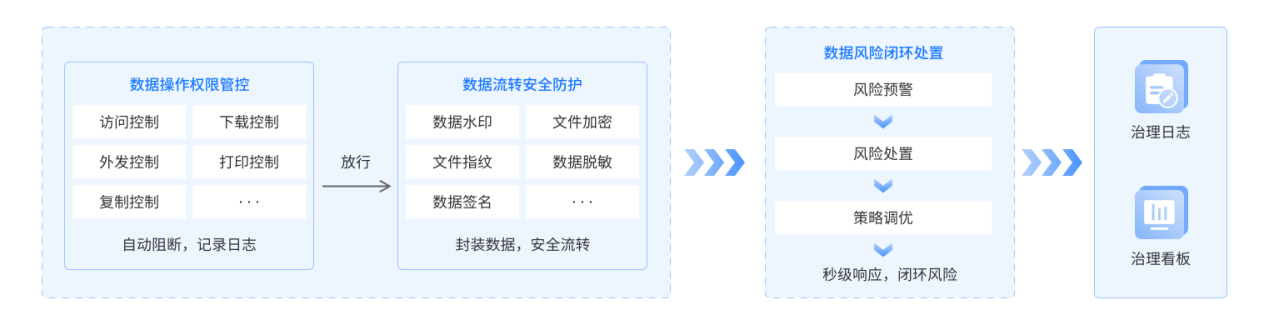 数据操作权限管控
访问控制
下载控制
外发控制
打印控制
复制控制
···
自动阻断，记录日志
放行
数据流转安全防护
数据水印
文件加密
文件指纹
数据脱敏
数据签名
···
封装数据，安全流转
数据风险闭环处置
风险预警
风险处置
策略调优
秒级响应，闭环风险
治理日志
治理看板